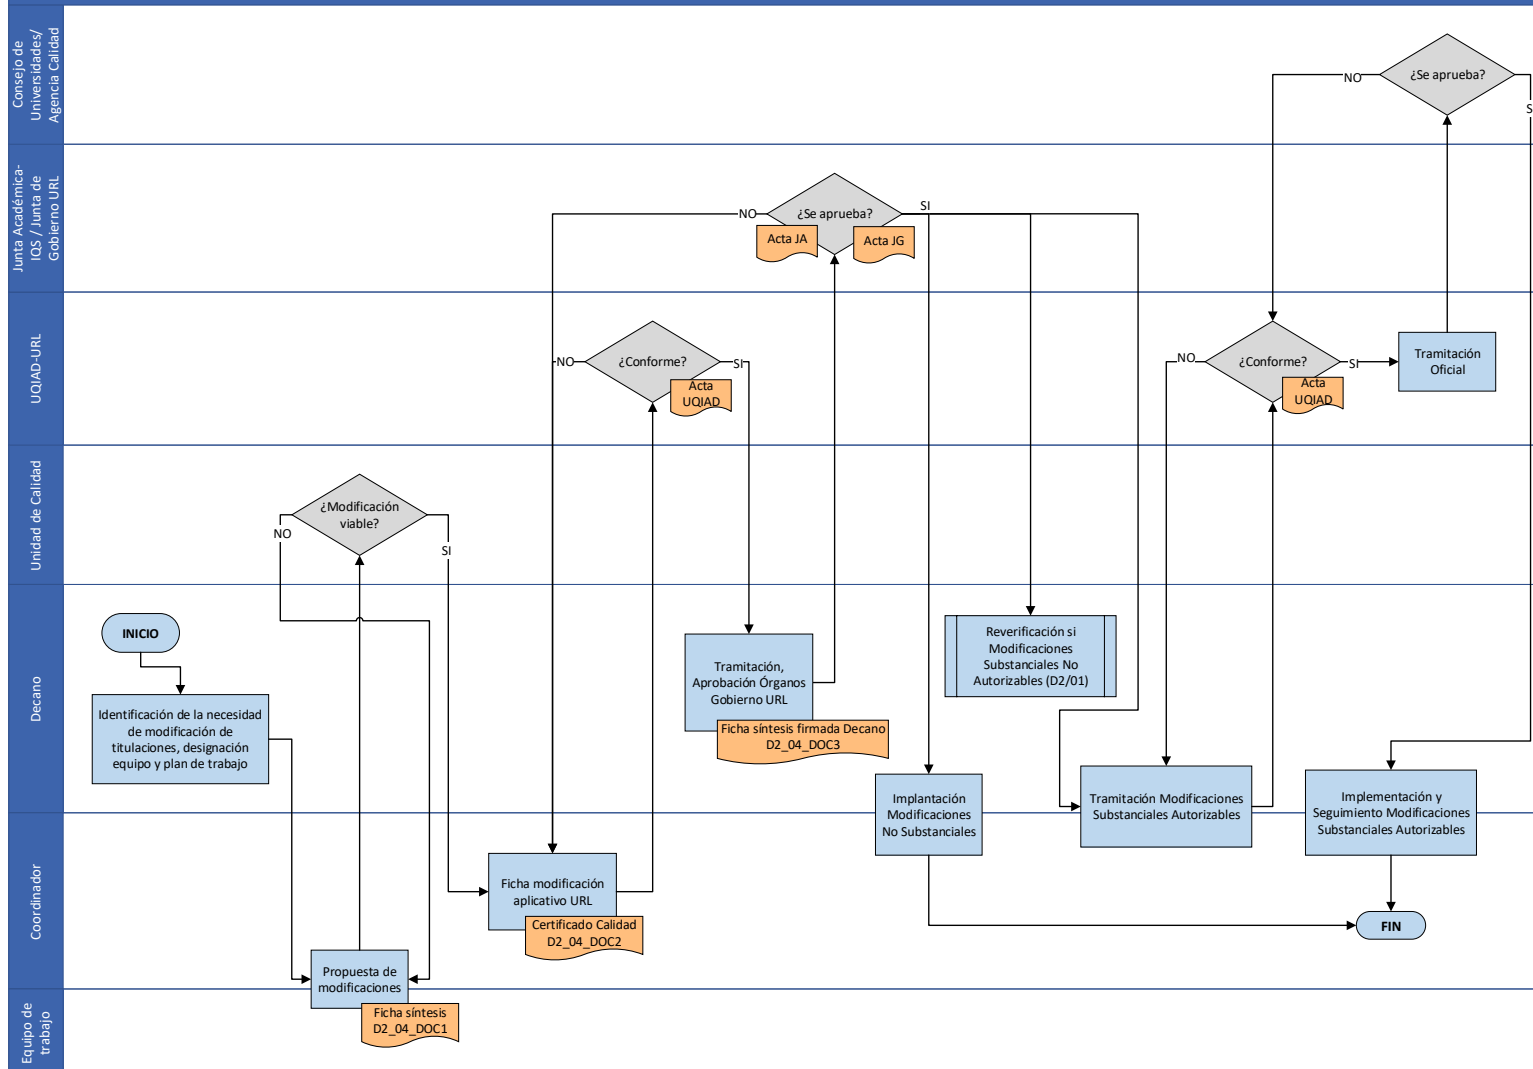 Consejo de
Universidades/
Agencia Calidad
¿Se aprueba?
NO
S
Junta Académica-
IQS / Junta de
Gobierno URL
¿Se aprueba?
NO
SI
Acta JA
Acta JG
UQIAD-URL
¿Conforme?
NO
SI
Acta
UQIAD
¿Conforme?
NO
SI
Acta
UQIAD
Tramitación
Oficial
Unidad de Calidad
¿Modificación
viable?
NO
SI
Decano
INICIO
Identificación de la necesidad
de modificación de
titulaciones, designación
equipo y plan de trabajo
Tramitación,
Aprobación Órganos
Gobierno URL
Ficha síntesis firmada Decano
D2_04_DOC3
Reverificación si
Modificaciones
Substanciales No
Autorizables (D2/01)
Implantación
Modificaciones
No Substanciales
Tramitación Modificaciones
Substanciales Autorizables
Implementación y
Seguimiento Modificaciones
Substanciales Autorizables
Coordinador
Ficha modificación
aplicativo URL
Certificado Calidad
D2_04_DOC2
FIN
Propuesta de
modificaciones
Equipo de
trabajo
Ficha síntesis
D2_04_DOC1